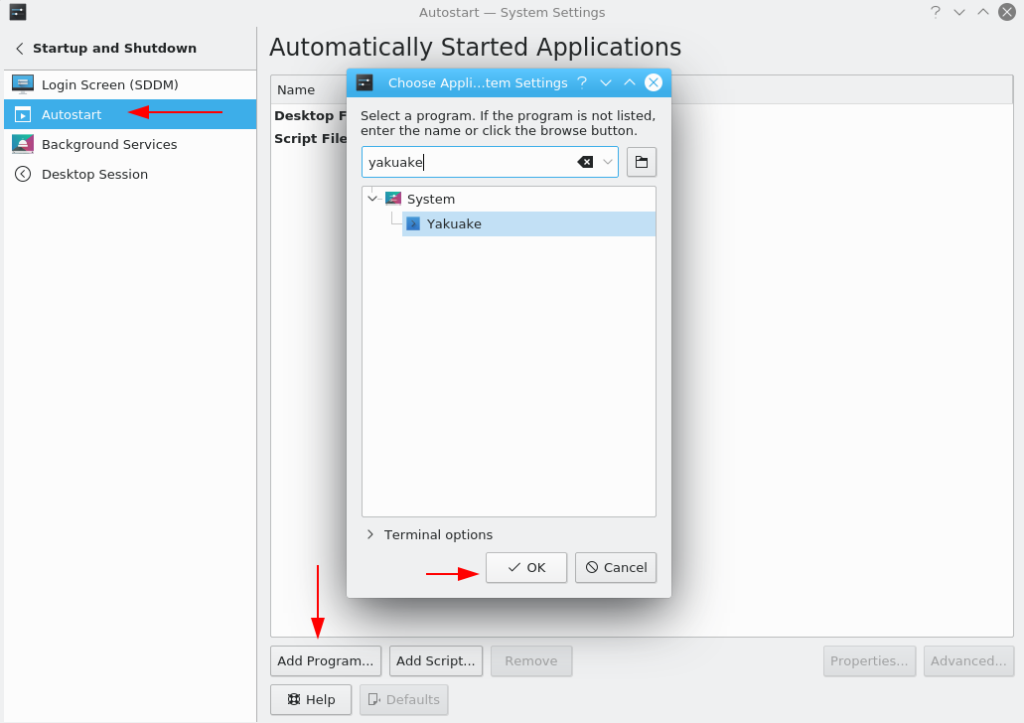 Autostart — System Settings
Startup and Shutdown
Login Screen (SDDM)
Autostart
Background Services
Desktop Session
Automatically Started Applications
Name
Desktop F
Script File
Choose Appli...tem Settings
Select a program. If the program is not listed,
enter the name or click the browse button.
yakuake
System
Yakuake
Terminal options
OK
Cancel
Add Program...
Add Script...
Remove
Properties...
Advanced...
Help
Defaults